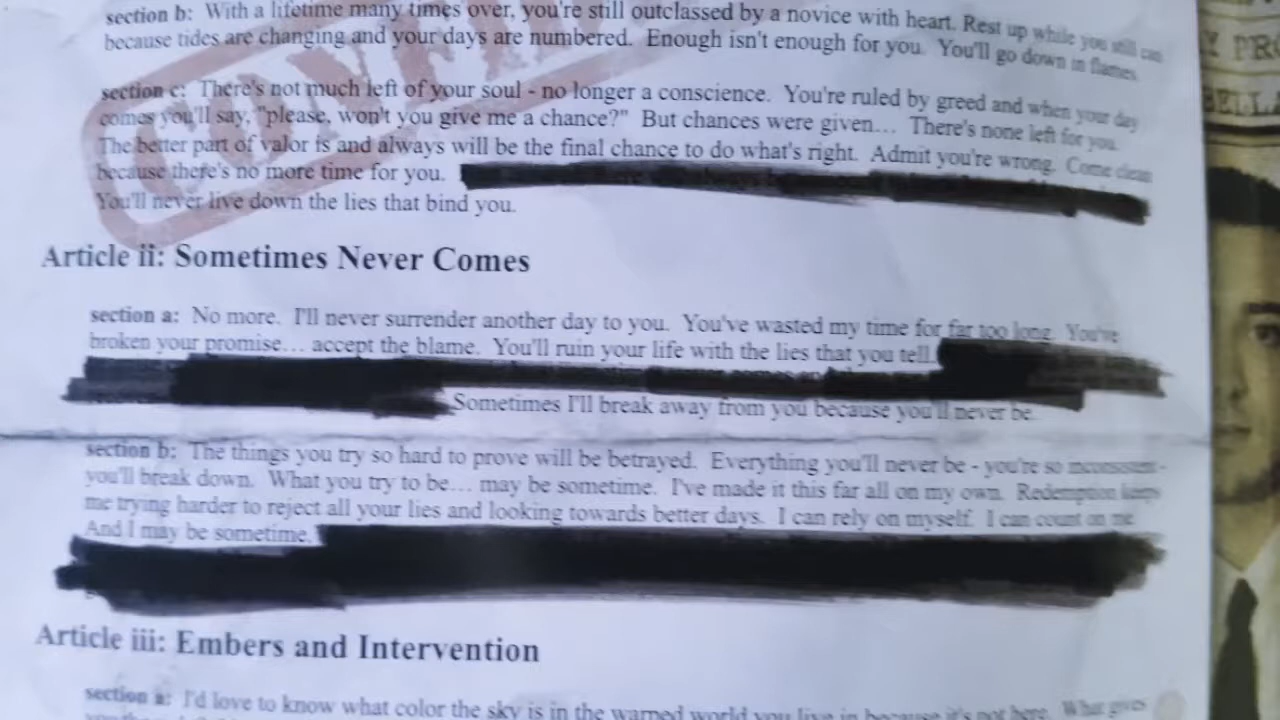 section b: With a lifetime many times over, you're still outclassed by a novice with heart. Rest up while you still can
because tides are changing and your days are numbered. Enough isn't enough for you. You'll go down in flames.
section c: There's not much left of your soul - no longer a conscience. You're ruled by greed and when your day
comes you'll say, "please, won't you give me a chance?" But chances were given... There's none left for you.
The better part of valor is and always will be the final chance to do what's right. Admit you're wrong. Come clean
because there's no more time for you.
You'll never live down the lies that bind you.
Article ii: Sometimes Never Comes
section a: No more. I'll never surrender another day to you. You've wasted my time for far too long. You've
broken your promise... accept the blame. You'll ruin your life with the lies that you tell.
Sometimes I'll break away from you because you'll never be.
section b: The things you try so hard to prove will be betrayed. Everything you'll never be - you're so inconsistent -
you'll break down. What you try to be... may be sometime. I've made it this far all on my own. Redemption keeps
me trying harder to reject all your lies and looking towards better days. I can rely on myself. I can count on me.
And I may be sometime.
Article iii: Embers and Intervention
section a: I'd love to know what color the sky is in the warped world you live in because it's not here. What gives